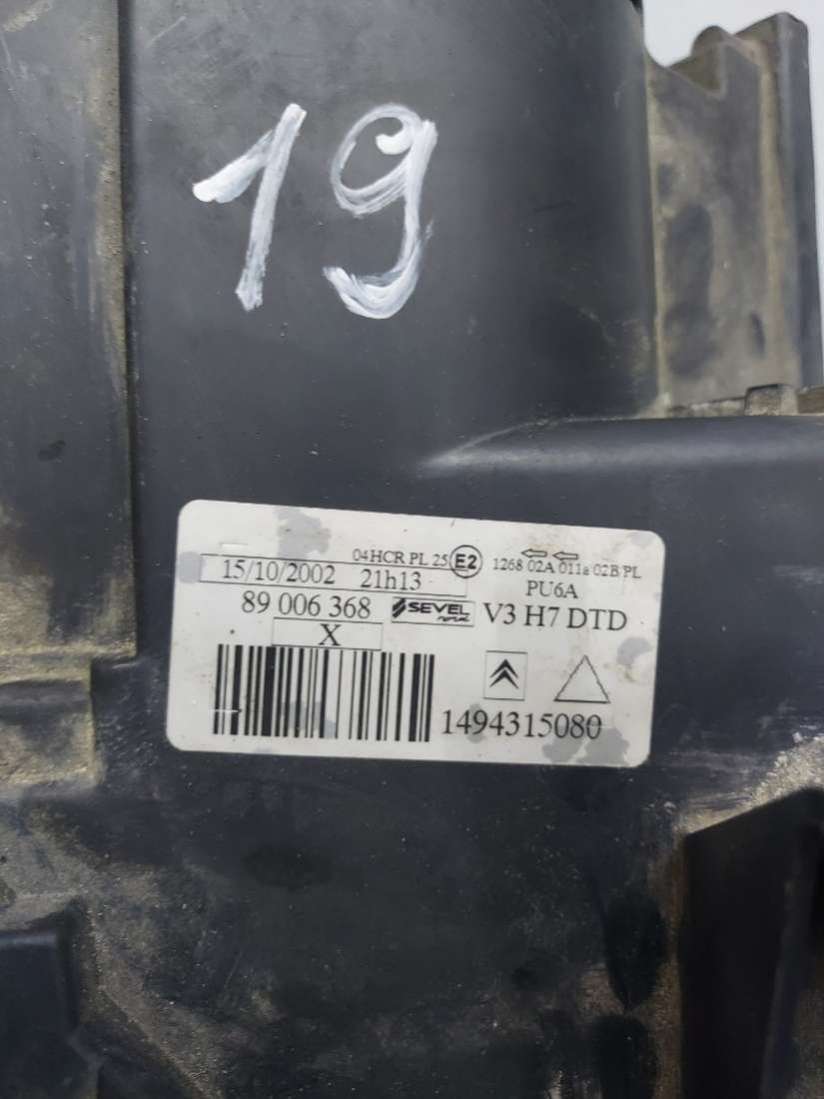 19
04HCR PL 25 E2 1268 02A 011a 02B/PL
15/10/2002 21h13 PU6A
89 006 368 SEVEL nord V3 H7 DTD
X
1494315080